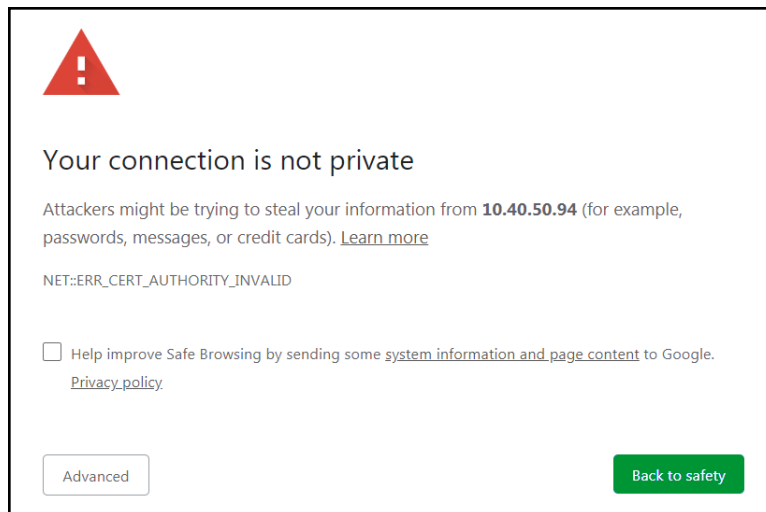 Your connection is not private
Attackers might be trying to steal your information from 10.40.50.94 (for example,
passwords, messages, or credit cards). Learn more
NET::ERR_CERT_AUTHORITY_INVALID
Help improve Safe Browsing by sending some system information and page content to Google.
Privacy policy
Advanced
Back to safety